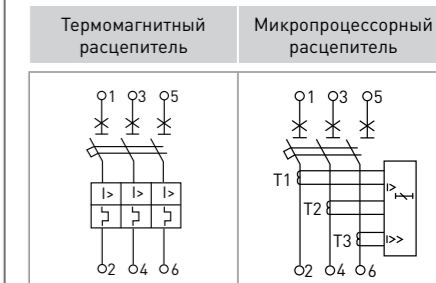 Термомагнитный
расцепитель
Микропроцессорный
расцепитель
1 3 5
I> I> I>
2 4 6
1 3 5
T1
I>
T2
T3
I>>
2 4 6